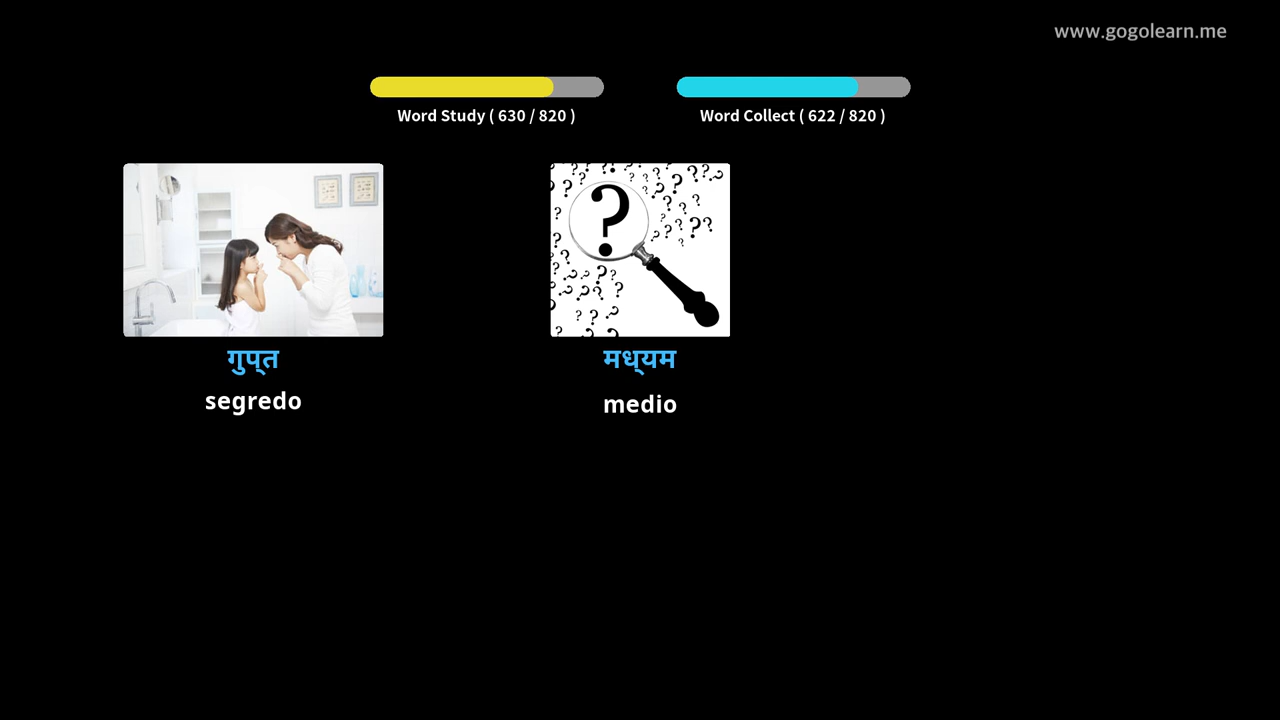 www.gogolearn.me
Word Study ( 630 / 820 )
Word Collect ( 622 / 820 )
गुप्त
मध्यम
segredo
medio